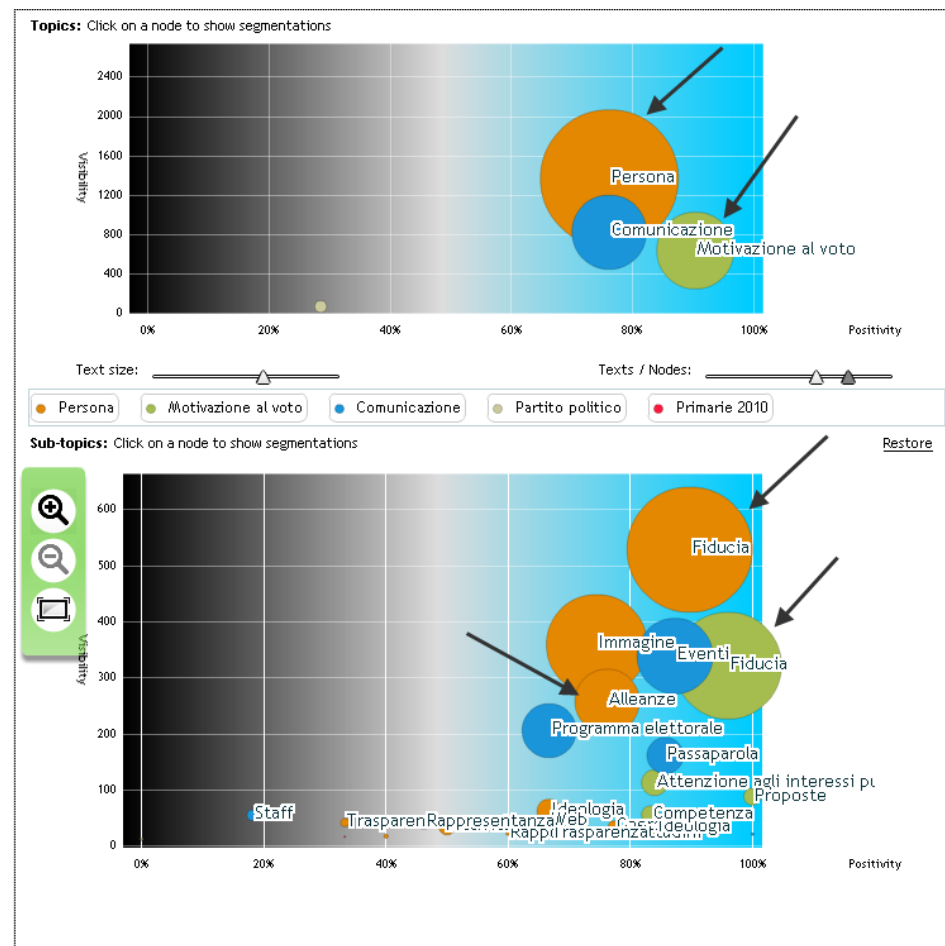 Topics: Click on a node to show segmentations
2400
2000
1600
1200
800
400
0
Visibility
Persona
Comunicazione
Motivazione al voto
0% 20% 40% 60% 80% 100% Positivity
Text size: Texts / Nodes:
Persona Motivazione al voto Comunicazione Partito politico Primarie 2010
Sub-topics: Click on a node to show segmentations Restore
600
500
400
300
200
100
0
Visibility
Fiducia
Immagine
Eventi
Fiducia
Alleanze
Programma elettorale
Passaparola
Attenzione agli interessi pu
Proposte
Ideologia
Staff
Competenza
Trasparen
Rappresentanza
Web
Ideologia
Trasparenza
0% 20% 40% 60% 80% 100% Positivity